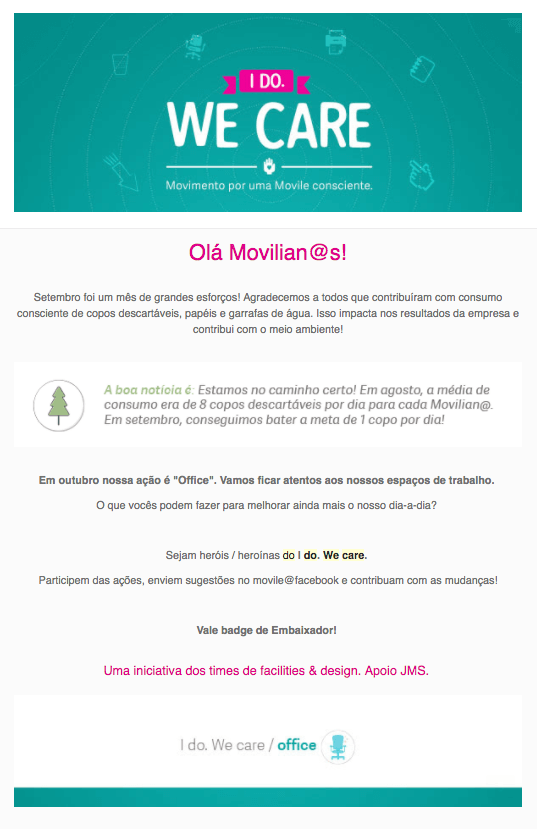 I DO.
WE CARE
Movimento por uma Movile consciente.
Olá Movilian@s!
Setembro foi um mês de grandes esforços! Agradecemos a todos que contribuíram com consumo
consciente de copos descartáveis, papéis e garrafas de água. Isso impacta nos resultados da empresa e
contribui com o meio ambiente!
A boa notícia é: Estamos no caminho certo! Em agosto, a média de
consumo era de 8 copos descartáveis por dia para cada Movilian@.
Em setembro, conseguimos bater a meta de 1 copo por dia!
Em outubro nossa ação é "Office". Vamos ficar atentos aos nossos espaços de trabalho.
O que vocês podem fazer para melhorar ainda mais o nosso dia-a-dia?
Sejam heróis / heroínas do I do. We care.
Participem das ações, enviem sugestões no movile@facebook e contribuam com as mudanças!
Vale badge de Embaixador!
Uma iniciativa dos times de facilities & design. Apoio JMS.
I do. We care / office